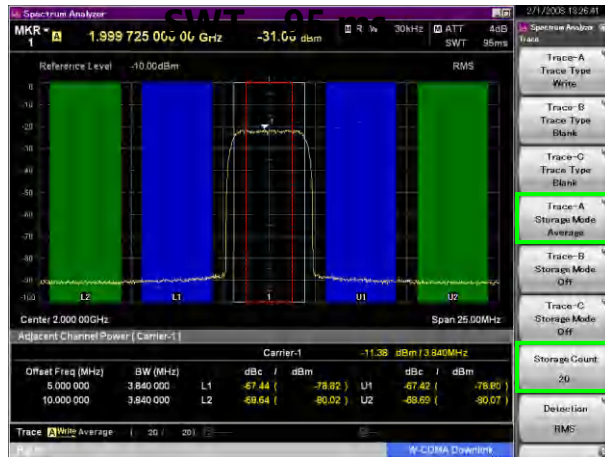 Spectrum Analyzer
SWT 95 ms
2/1/2008 13:26:41
MKR 1 A 1.999 725 000 00 GHz -31.05 dBm
30kHz
ATT 4dB
SWT 95ms
Reference Level -10.00dBm RMS
0
-10
-20
-30
-40
-50
-60
-70
-80
-90
-100
L2 L1 1 U1 U2
Center 2.000 00GHz Span 25.00MHz
Adjacent Channel Power ( Carrier-1 )
Carrier-1 -11.38 dBm / 3.840MHz
Offset Freq (MHz) BW (MHz) dBc / dBm dBc / dBm
5.000 000 3.840 000 L1 -67.44 ( -78.82 ) U1 -67.42 ( -78.80 )
10.000 000 3.840 000 L2 -68.64 ( -80.02 ) U2 -68.69 ( -80.07 )
Trace A Write Average ( 20 / 20)
W-CDMA Downlink
Spectrum Analyzer
Trace
Trace-A
Trace Type
Write
Trace-B
Trace Type
Blank
Trace-C
Trace Type
Blank
Trace-A
Storage Mode
Average
Trace-B
Storage Mode
Off
Trace-C
Storage Mode
Off
Storage Count
20
Detection
RMS